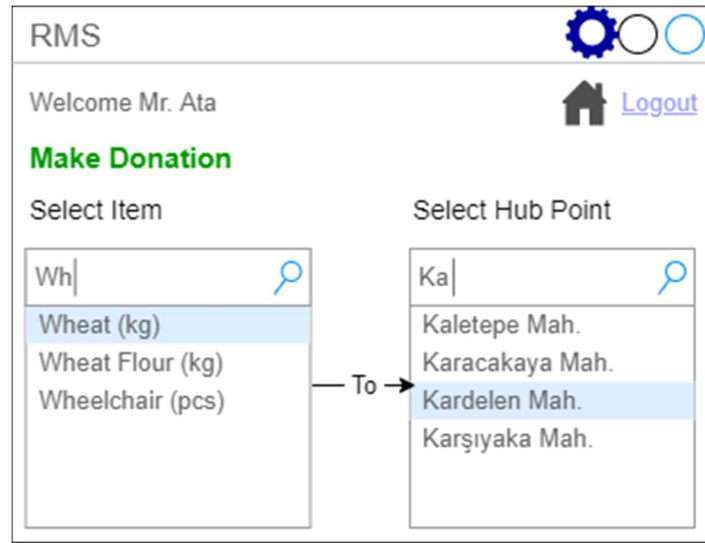 RMS
Welcome Mr. Ata
Logout
Make Donation
Select Item
Select Hub Point
Wh
Ka
Wheat (kg)
Wheat Flour (kg)
Wheelchair (pcs)
To
Kaletepe Mah.
Karacakaya Mah.
Kardelen Mah.
Karşıyaka Mah.